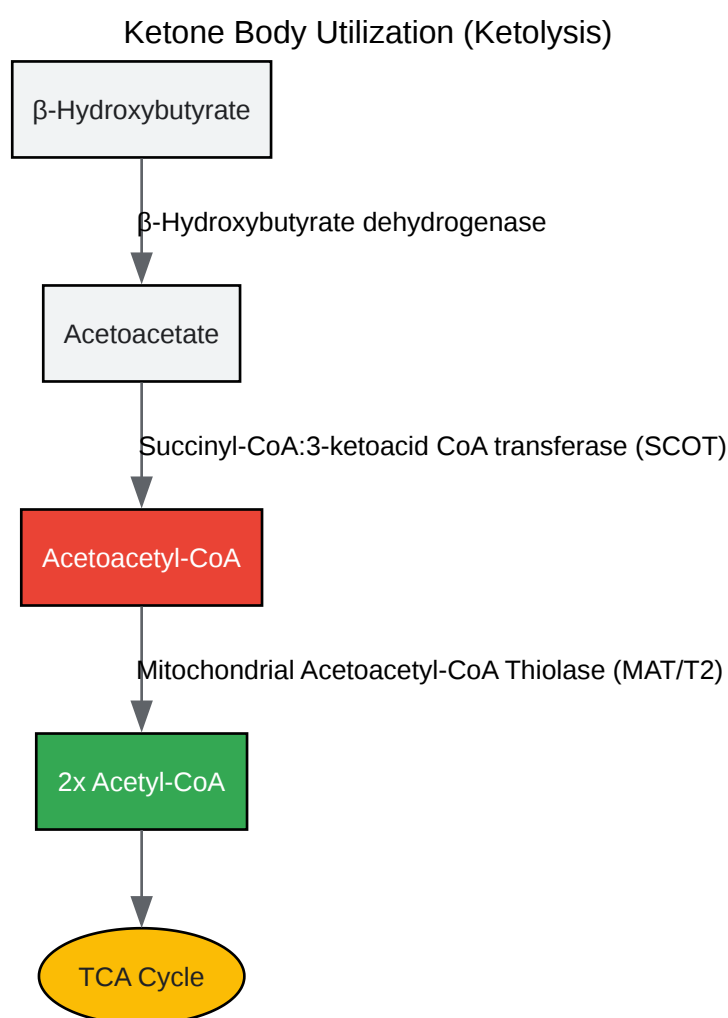 Ketone Body Utilization (Ketolysis)
β-Hydroxybutyrate
β-Hydroxybutyrate dehydrogenase
Acetoacetate
Succinyl-CoA:3-ketoacid CoA transferase (SCOT)
Acetoacetyl-CoA
Mitochondrial Acetoacetyl-CoA Thiolase (MAT/T2)
2x Acetyl-CoA
TCA Cycle